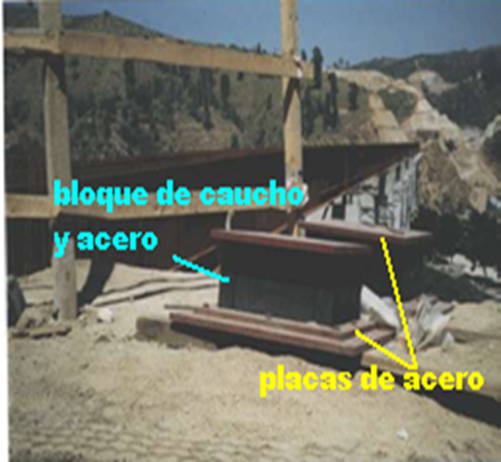 bloque de caucho
y acero
placas de acero